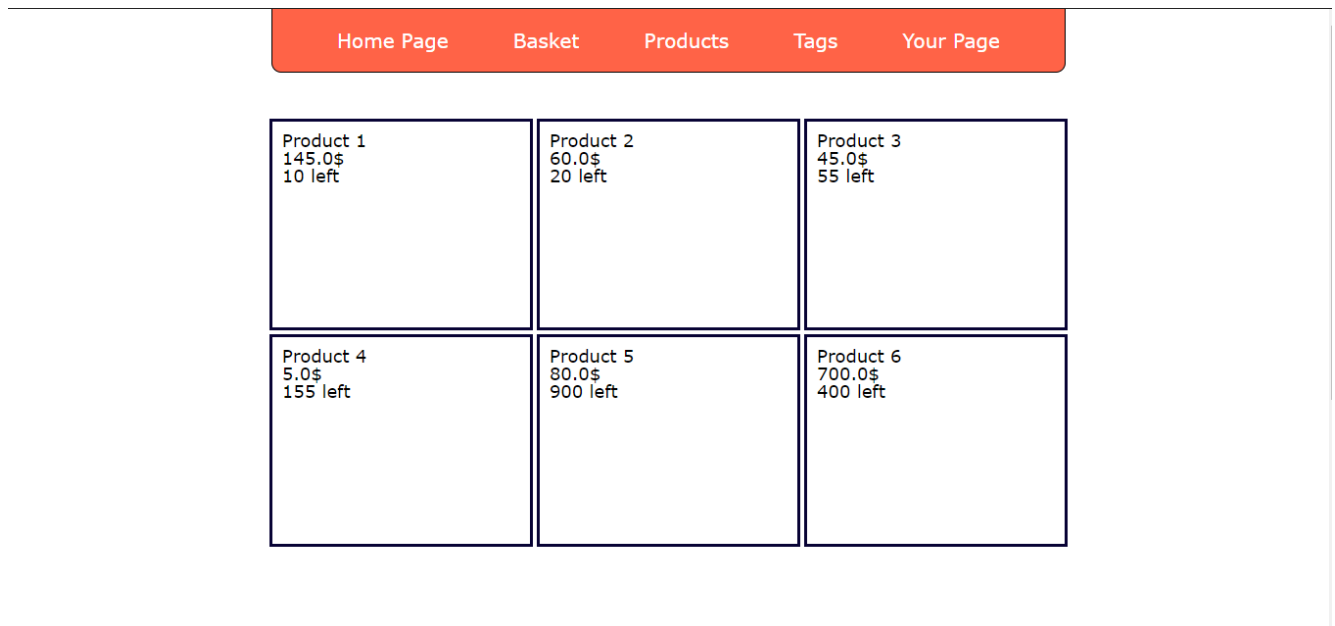 Home Page Basket Products Tags Your Page
Product 1
145.0$
10 left
Product 2
60.0$
20 left
Product 3
45.0$
55 left
Product 4
5.0$
155 left
Product 5
80.0$
900 left
Product 6
700.0$
400 left